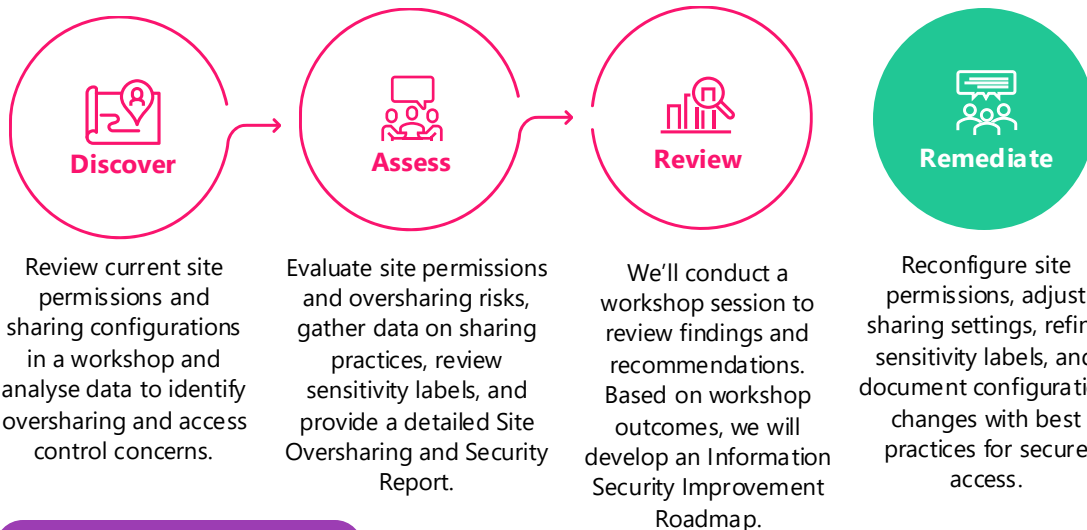 Discover
Review current site
permissions and
sharing configurations
in a workshop and
analyse data to identify
oversharing and access
control concerns.
Assess
Evaluate site permissions
and oversharing risks,
gather data on sharing
practices, review
sensitivity labels, and
provide a detailed Site
Oversharing and Security
Report.
Review
We'll conduct a
workshop session to
review findings and
recommendations.
Based on workshop
outcomes, we will
develop an Information
Security Improvement
Roadmap.
Remediate
Reconfigure site
permissions, adjust
sharing settings,
sensitivity labels,
document
changes with best
practices for secure
access.